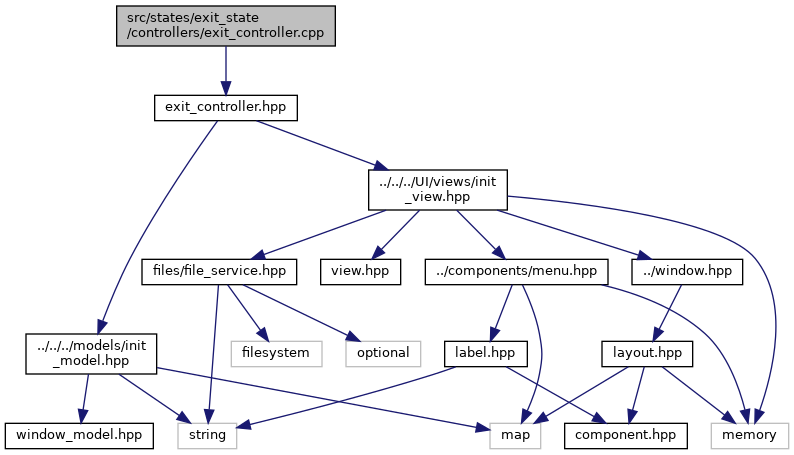 src/states/exit_state
/controllers/exit_controller.cpp
exit_controller.hpp
../../../UI/views/init
_view.hpp
files/file_service.hpp
view.hpp
../components/menu.hpp
../window.hpp
../../../models/init
_model.hpp
filesystem
optional
label.hpp
layout.hpp
window_model.hpp
string
map
component.hpp
memory